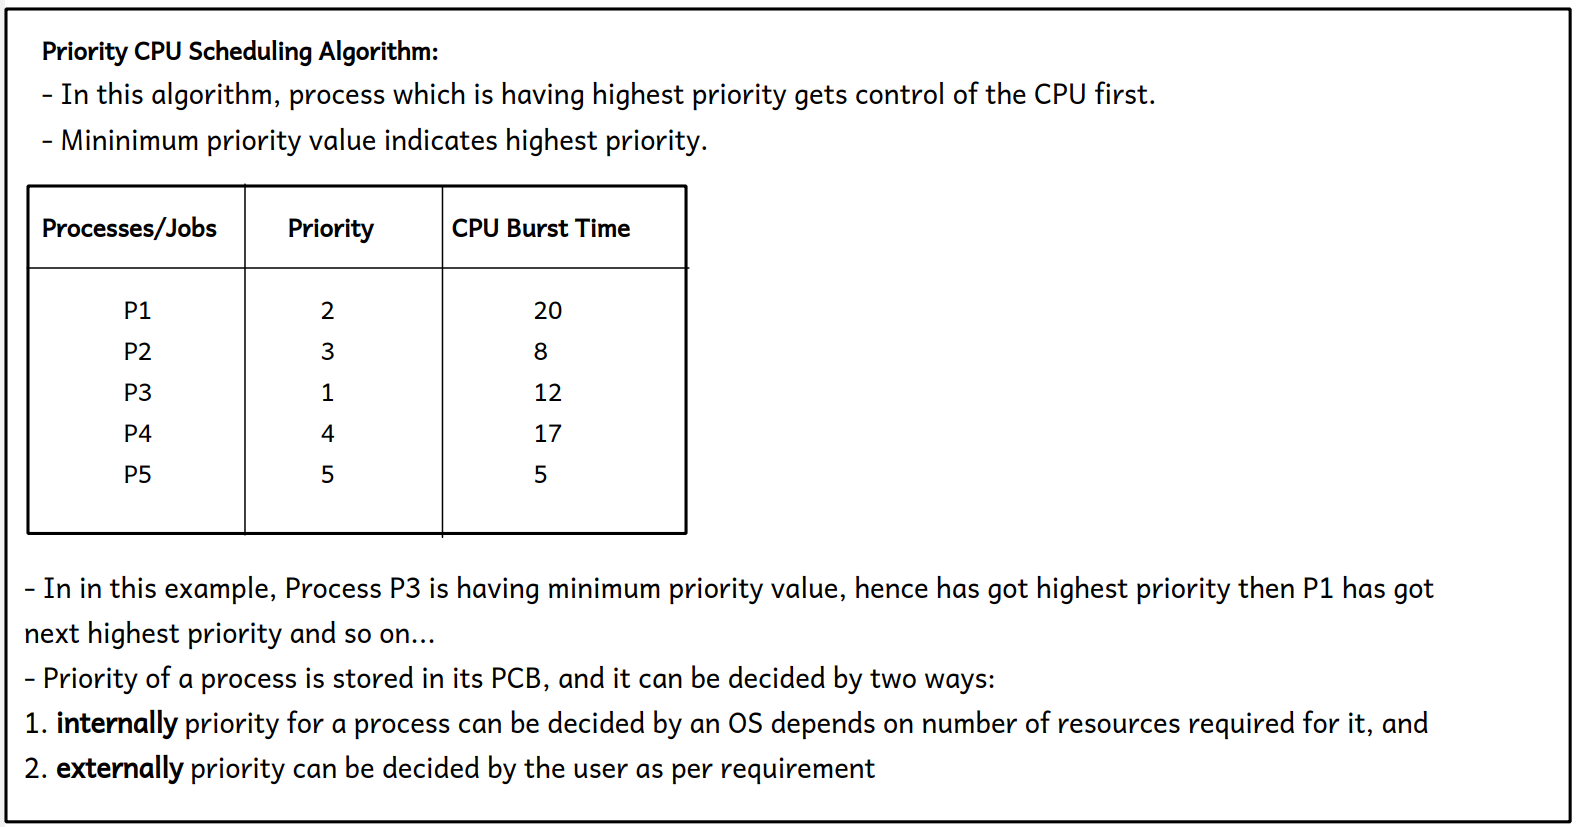 Priority CPU Scheduling Algorithm:
- In this algorithm, process which is having highest priority gets control of the CPU first.
- Mininimum priority value indicates highest priority.
Processes/Jobs Priority CPU Burst Time
P1 2 20
P2 3 8
P3 1 12
P4 4 17
P5 5 5
- In in this example, Process P3 is having minimum priority value, hence has got highest priority then P1 has got
next highest priority and so on...
- Priority of a process is stored in its PCB, and it can be decided by two ways:
1. internally priority for a process can be decided by an OS depends on number of resources required for it, and
2. externally priority can be decided by the user as per requirement